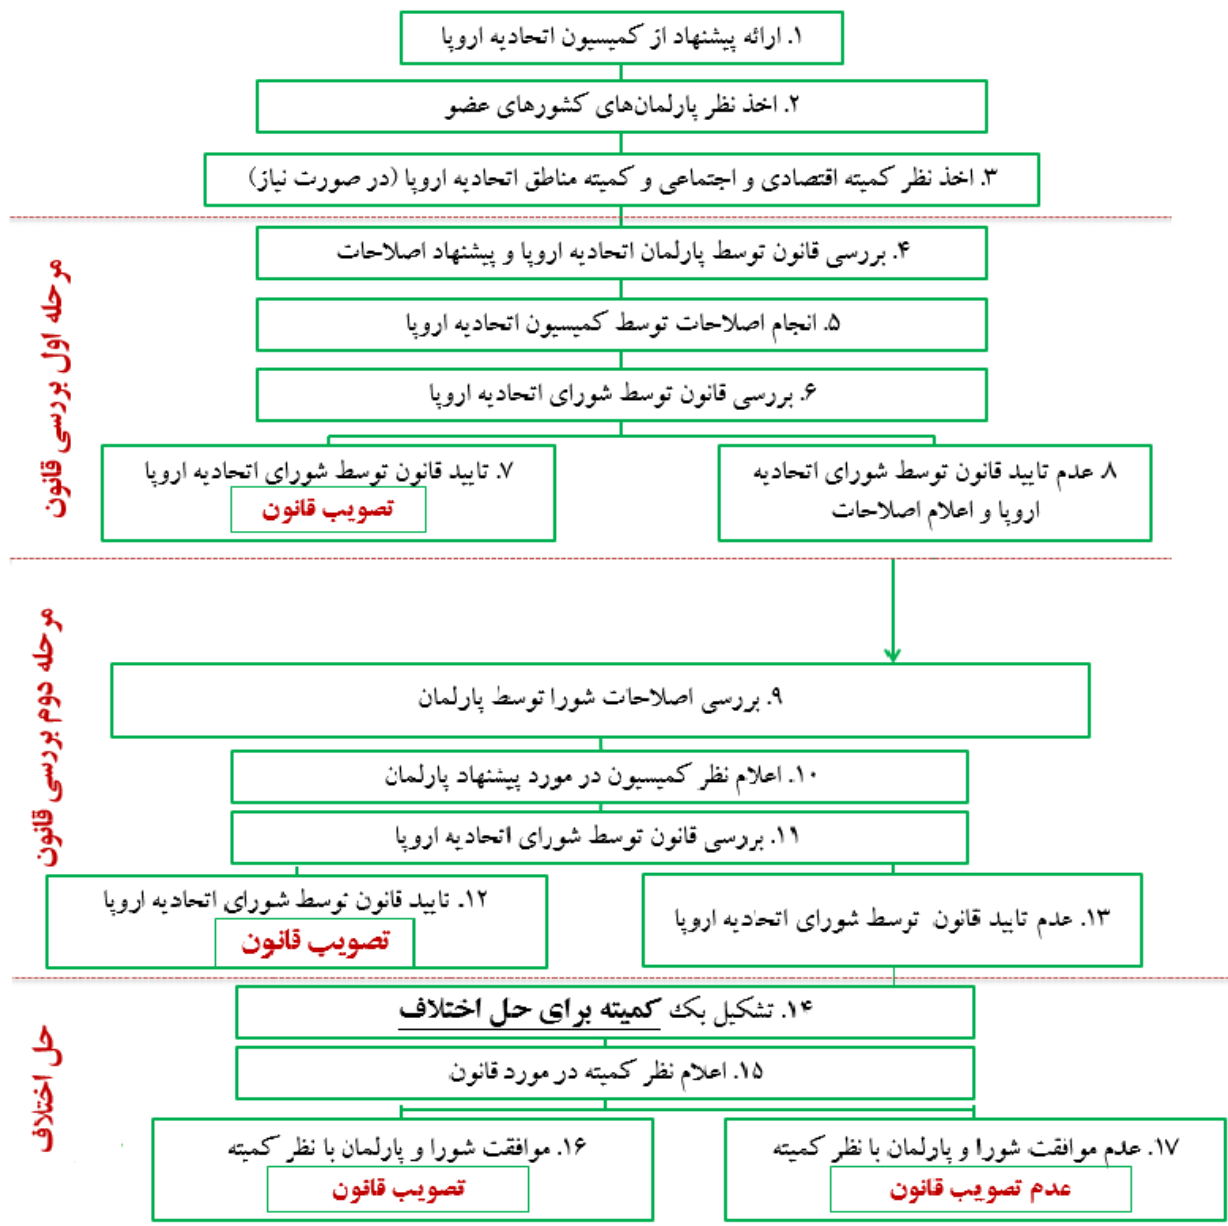 ۱. ارائه پیشنهاد از کمیسیون اتحادیه اروپا
۲. اخذ نظر پارلمان‌های کشورهای عضو
۳. اخذ نظر کمیته اقتصادی و اجتماعی و کمیته مناطق اتحادیه اروپا (در صورت نیاز)
مرحله اول بررسی قانون
۴. بررسی قانون توسط پارلمان اتحادیه اروپا و پیشنهاد اصلاحات
۵. انجام اصلاحات توسط کمیسیون اتحادیه اروپا
۶. بررسی قانون توسط شورای اتحادیه اروپا
۸. عدم تایید قانون توسط شورای اتحادیه
اروپا و اعلام اصلاحات
۷. تایید قانون توسط شورای اتحادیه اروپا
تصویب قانون
مرحله دوم بررسی قانون
۹. بررسی اصلاحات شورا توسط پارلمان
۱۰. اعلام نظر کمیسیون در مورد پیشنهاد پارلمان
۱۱. بررسی قانون توسط شورای اتحادیه اروپا
۱۳. عدم تایید قانون توسط شورای اتحادیه اروپا
۱۲. تایید قانون توسط شورای اتحادیه اروپا
تصویب قانون
حل اختلاف
۱۴. تشکیل یک کمیته برای حل اختلاف
۱۵. اعلام نظر کمیته در مورد قانون
۱۷. عدم موافقت شورا و پارلمان با نظر کمیته
عدم تصویب قانون
۱۶. موافقت شورا و پارلمان با نظر کمیته
تصویب قانون